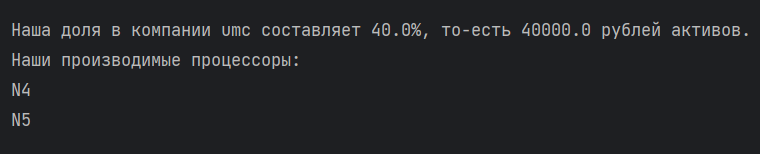 Наша доля в компании umc составляет 40.0%, то-есть 40000.0 рублей активов.
Наши производимые процессоры:
N4
N5